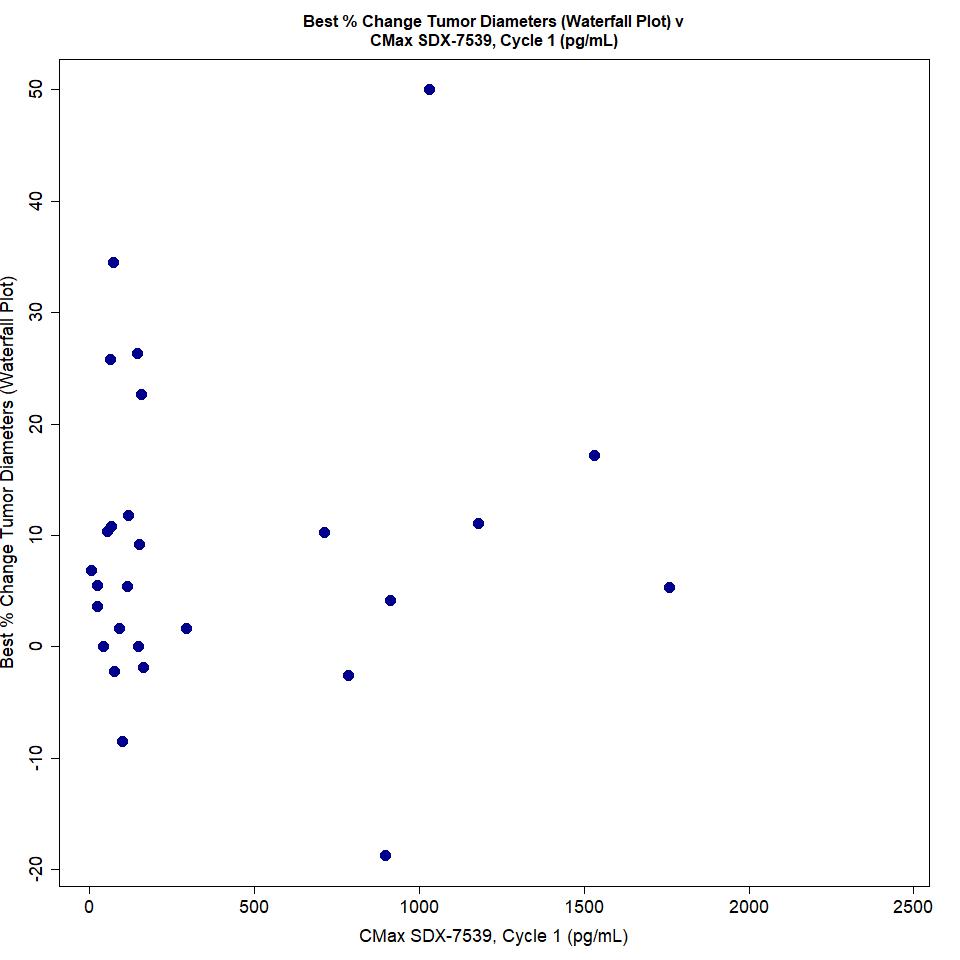 Best % Change Tumor Diameters (Waterfall Plot) v
CMax SDX-7539, Cycle 1 (pg/mL)
Best % Change Tumor Diameters (Waterfall Plot)
50
40
30
20
10
0
-10
-20
0 500 1000 1500 2000 2500
CMax SDX-7539, Cycle 1 (pg/mL)